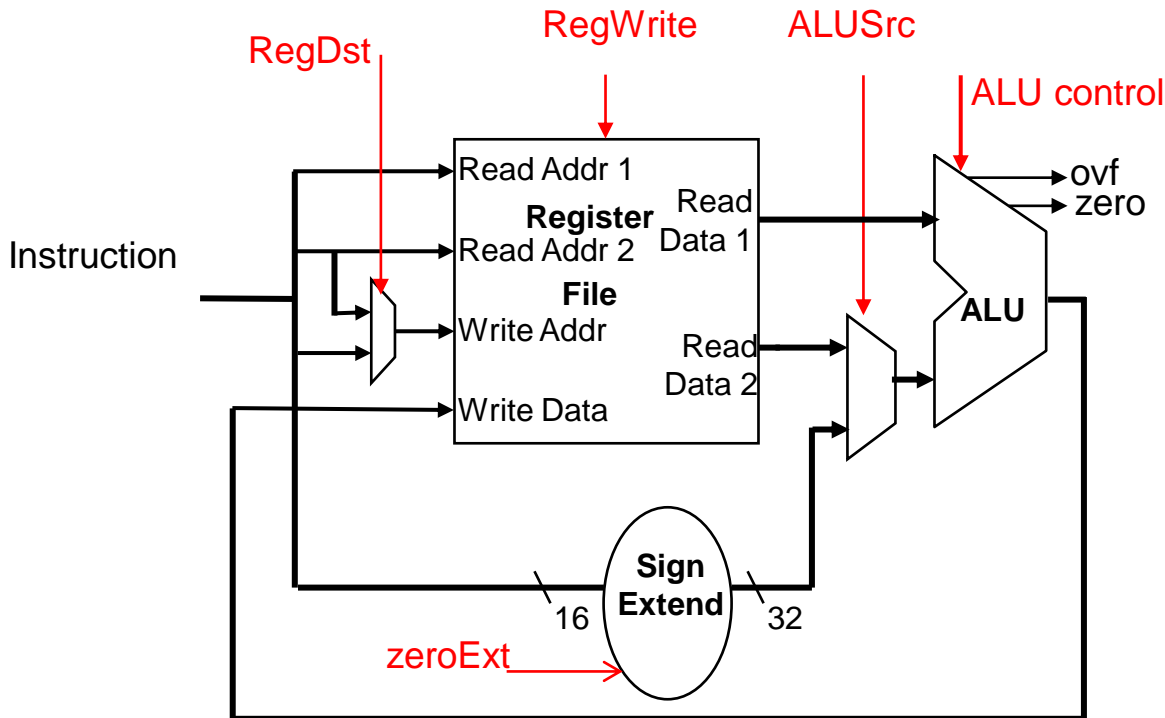 RegWrite
ALUSrc
RegDst
ALU control
Read Addr 1
ovf
zero
Register
Read
Data 1
Read Addr 2
Instruction
File
ALU
Write Addr
Read
Data 2
Write Data
Sign
Extend
16
32
zeroExt